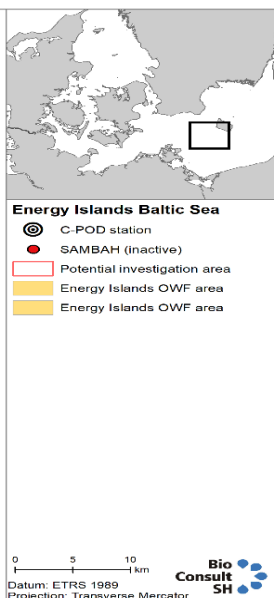 Energy Islands Baltic Sea
C-POD station
SAMBAH (inactive)
Potential investigation area
Energy Islands OWF area
Energy Islands OWF area
0 5 10
km
Datum: ETRS 1989
Projection: Transverse Mercator
Bio
Consult
SH